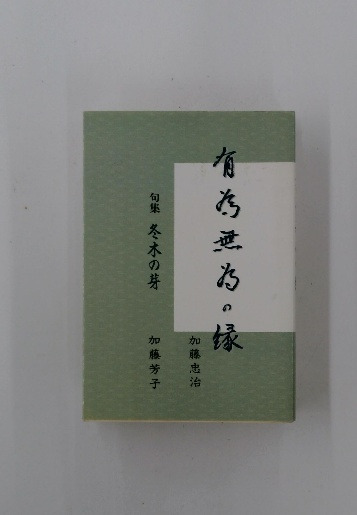 有為無為の縁
加藤忠治
句集 冬木の芽
加藤芳子